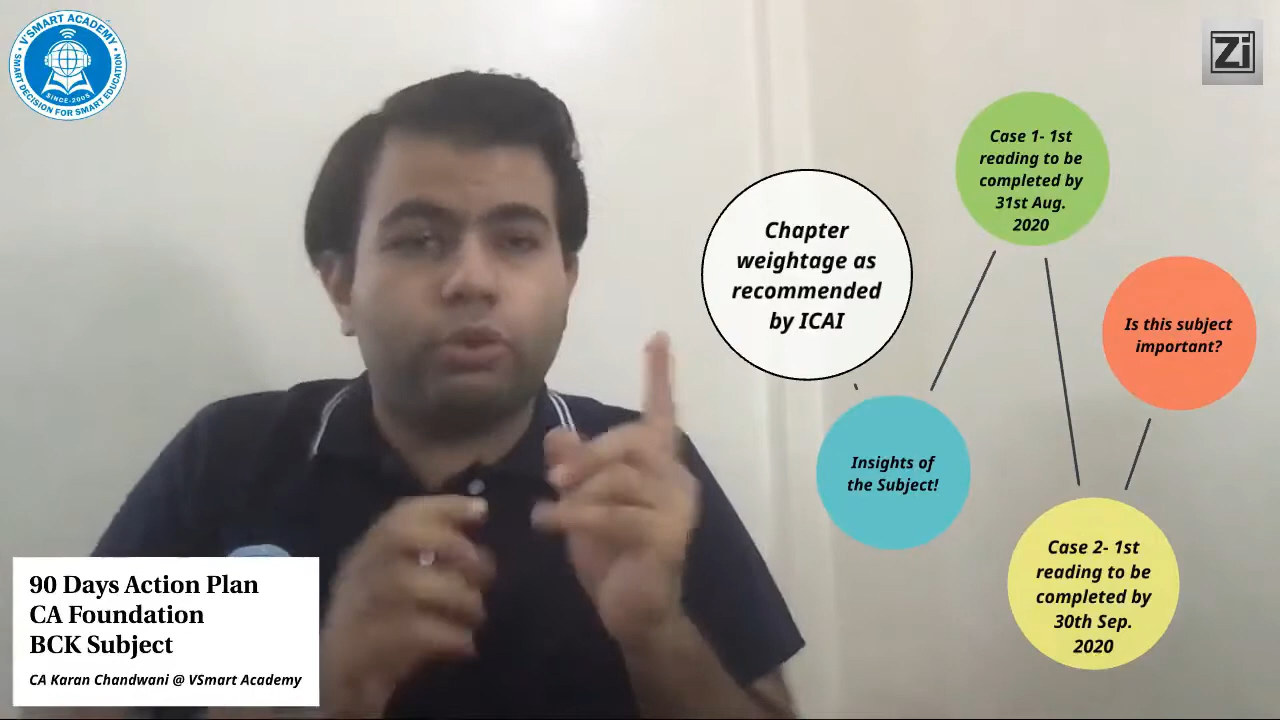 V'SMART ACADEMY
SMART DECISION FOR SMART EDUCATION
SINCE-2005
Zi
Case 1- 1st
reading to be
completed by
31st Aug.
2020
Chapter
weightage as
recommended
by ICAI
Is this subject
important?
Insights of
the Subject!
Case 2- 1st
reading to be
completed by
30th Sep.
2020
90 Days Action Plan
CA Foundation
BCK Subject
CA Karan Chandwani @ VSmart Academy